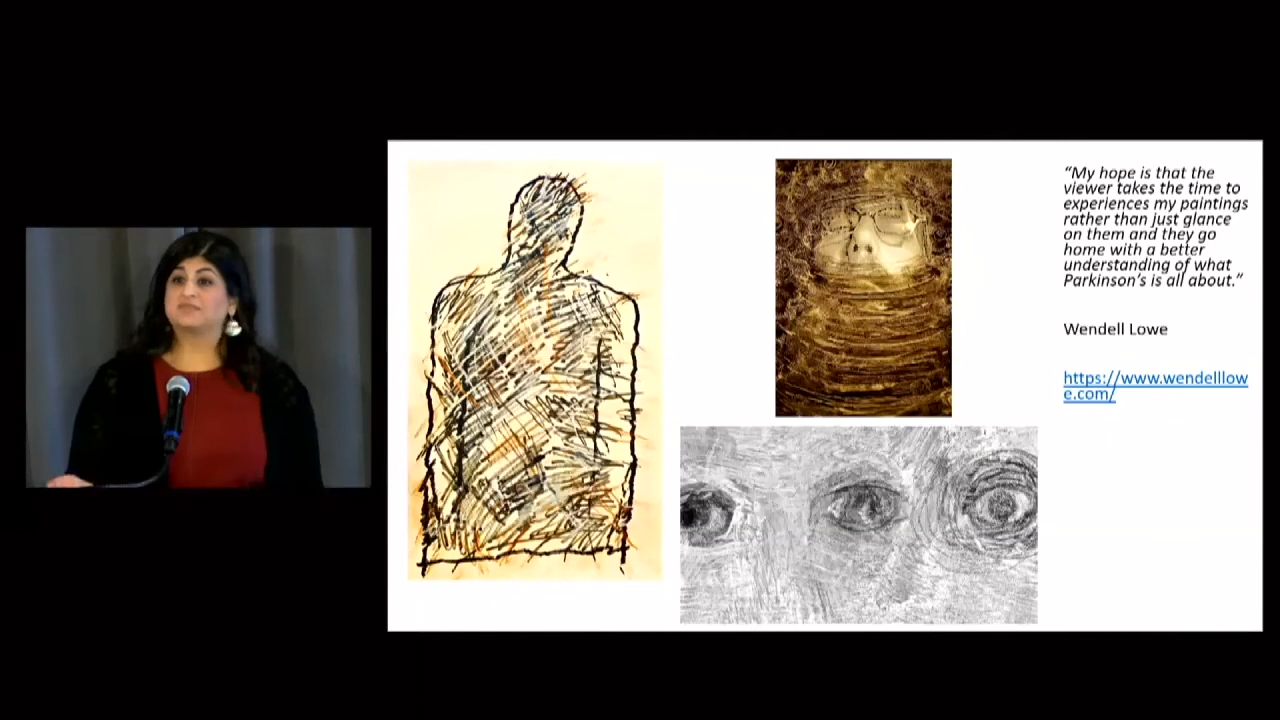 “My hope is that the
viewer takes the time to
experiences my paintings
rather than just glance
on them and they go
home with a better
understanding of what
Parkinson’s is all about.”
Wendell Lowe
https://www.wendelllow
e.com/